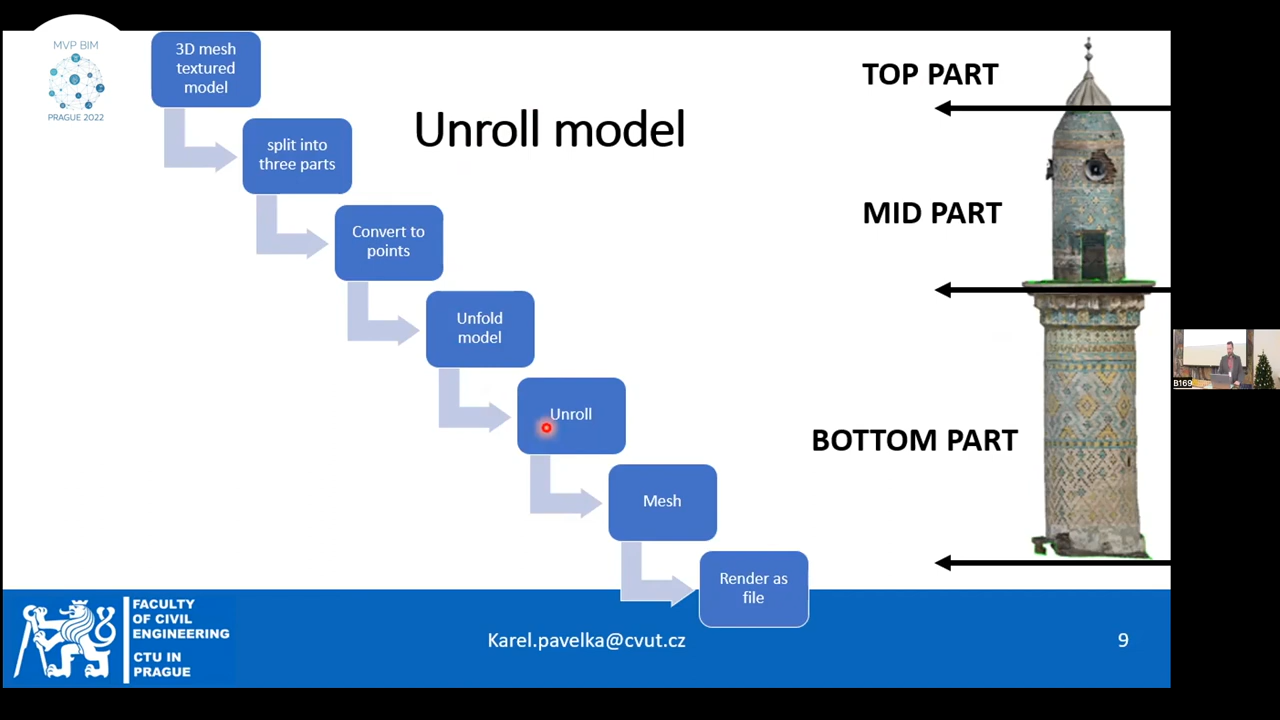 MVP BIM
PRAGUE 2022
3D mesh
textured
model
split into
three parts
Convert to
points
Unfold
model
Unroll
Mesh
Render as
file
Unroll model
TOP PART
MID PART
BOTTOM PART
B169
FACULTY
OF CIVIL
ENGINEERING
CTU IN
PRAGUE
Karel.pavelka@cvut.cz
9